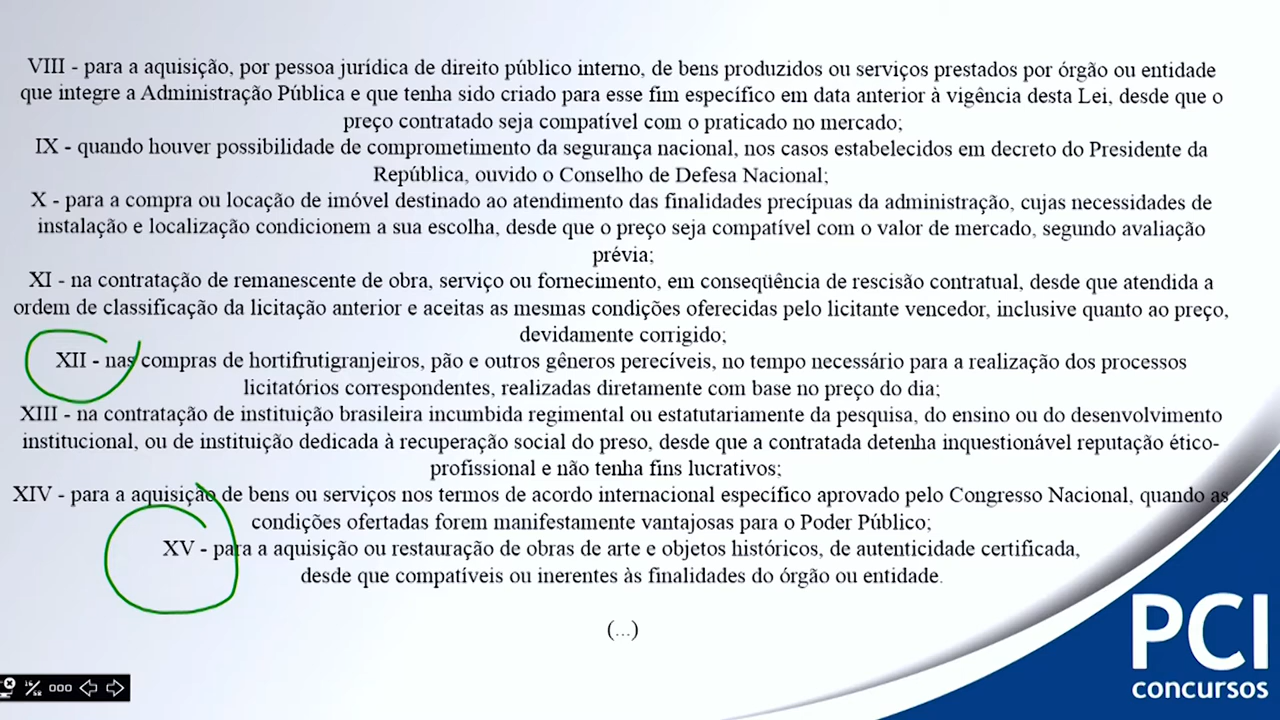 VIII - para a aquisição, por pessoa jurídica de direito público interno, de bens produzidos ou serviços prestados por órgão ou entidade
que integre a Administração Pública e que tenha sido criado para esse fim específico em data anterior à vigência desta Lei, desde que o
preço contratado seja compatível com o praticado no mercado;
IX - quando houver possibilidade de comprometimento da segurança nacional, nos casos estabelecidos em decreto do Presidente da
República, ouvido o Conselho de Defesa Nacional;
X - para a compra ou locação de imóvel destinado ao atendimento das finalidades precípuas da administração, cujas necessidades de
instalação e localização condicionem a sua escolha, desde que o preço seja compatível com o valor de mercado, segundo avaliação
prévia;
XI - na contratação de remanescente de obra, serviço ou fornecimento, em conseqüência de rescisão contratual, desde que atendida a
ordem de classificação da licitação anterior e aceitas as mesmas condições oferecidas pelo licitante vencedor, inclusive quanto ao preço,
devidamente corrigido;
XII - nas compras de hortifrutigranjeiros, pão e outros gêneros perecíveis, no tempo necessário para a realização dos processos
licitatórios correspondentes, realizadas diretamente com base no preço do dia;
XIII - na contratação de instituição brasileira incumbida regimental ou estatutariamente da pesquisa, do ensino ou do desenvolvimento
institucional, ou de instituição dedicada à recuperação social do preso, desde que a contratada detenha inquestionável reputação ético-
profissional e não tenha fins lucrativos;
XIV - para a aquisição de bens ou serviços nos termos de acordo internacional específico aprovado pelo Congresso Nacional, quando as
condições ofertadas forem manifestamente vantajosas para o Poder Público;
XV - para a aquisição ou restauração de obras de arte e objetos históricos, de autenticidade certificada,
desde que compatíveis ou inerentes às finalidades do órgão ou entidade.
(...)
PCI
concursos